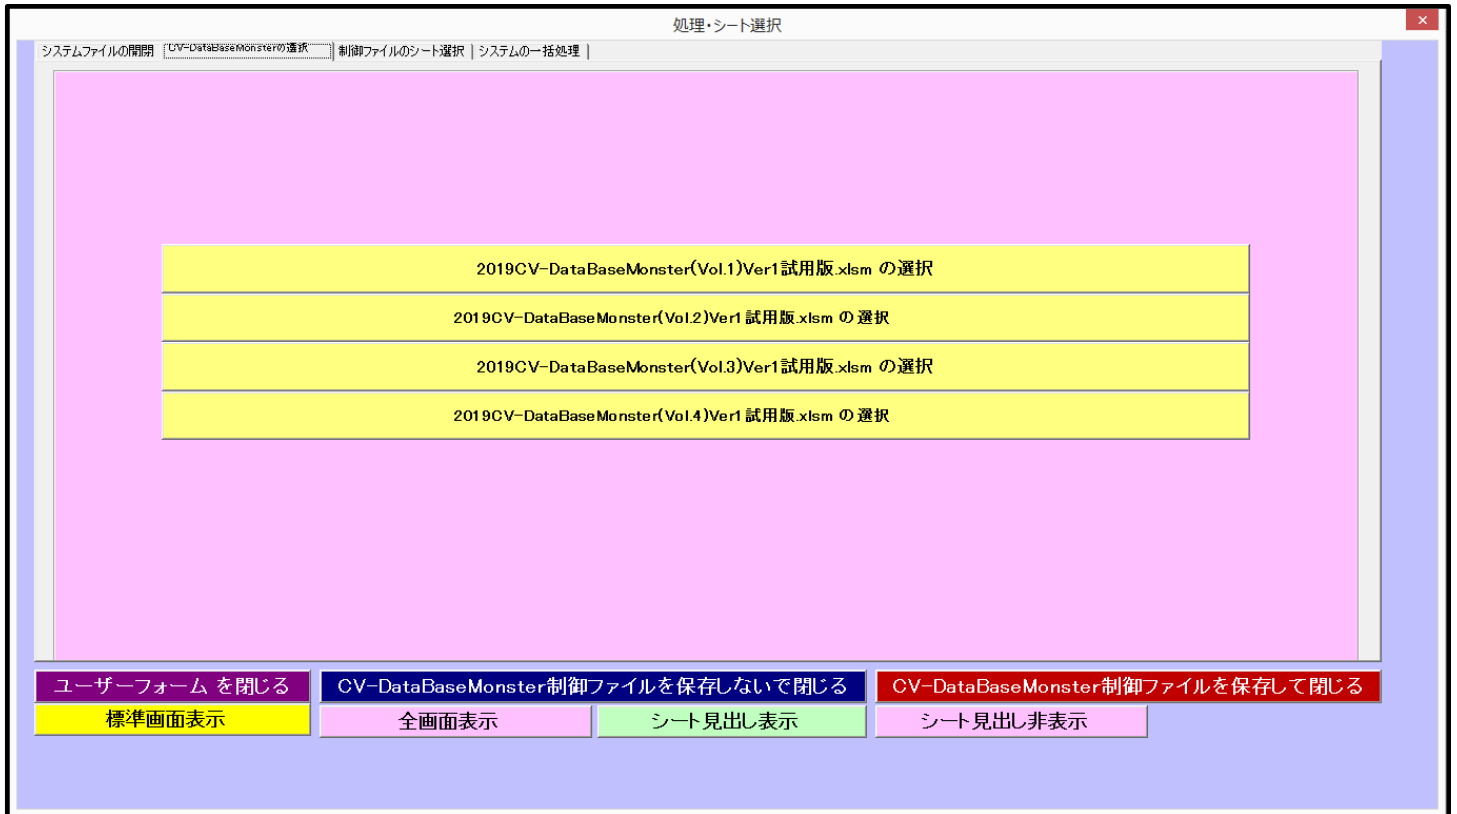 処理・シート選択
×
システムファイルの開閉 CV-DataBaseMonsterの選択 制御ファイルのシート選択 システムの一括処理
2019CV-DataBaseMonster(Vol.1)Ver1試用版.xlsm の選択
2019CV-DataBaseMonster(Vol.2)Ver1試用版.xlsm の選択
2019CV-DataBaseMonster(Vol.3)Ver1試用版.xlsm の選択
2019CV-DataBaseMonster(Vol.4)Ver1試用版.xlsm の選択
ユーザーフォーム を閉じる CV-DataBaseMonster制御ファイルを保存しないで閉じる CV-DataBaseMonster制御ファイルを保存して閉じる
標準画面表示 全画面表示 シート見出し表示 シート見出し非表示